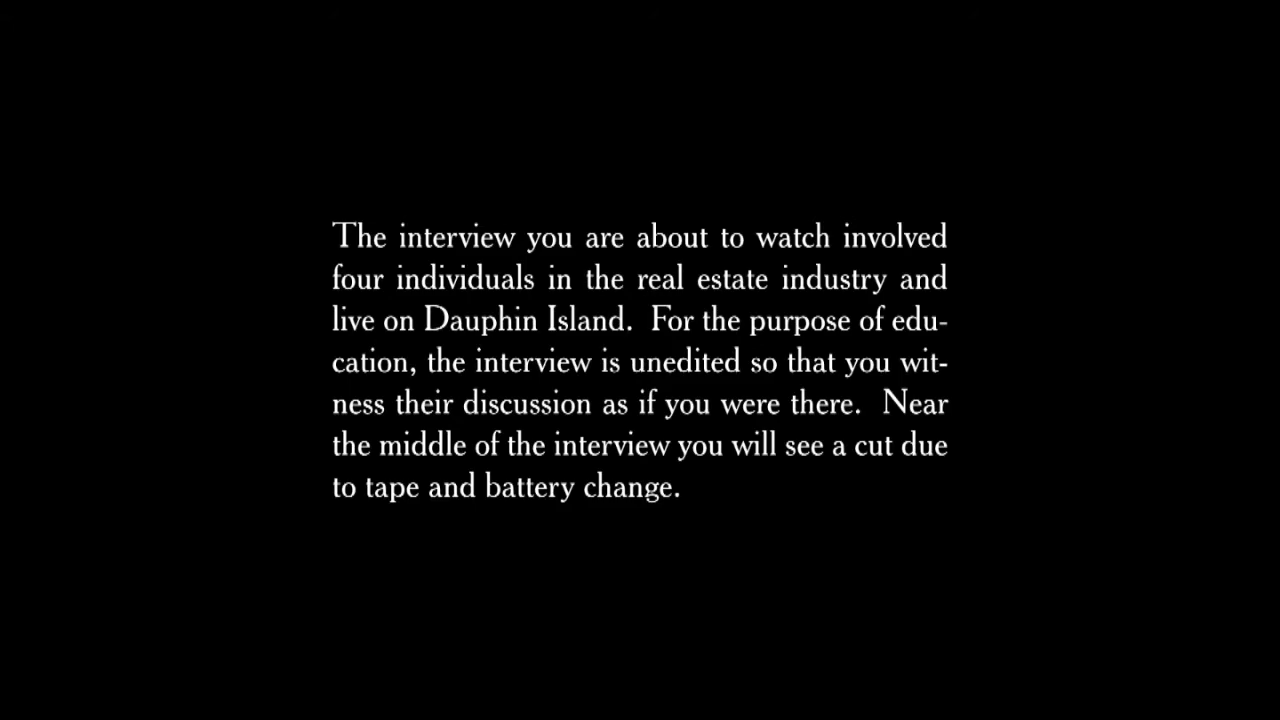 The interview you are about to watch involved
four individuals in the real estate industry and
live on Dauphin Island.  For the purpose of edu-
cation, the interview is unedited so that you wit-
ness their discussion as if you were there.  Near
the middle of the interview you will see a cut due
to tape and battery change.